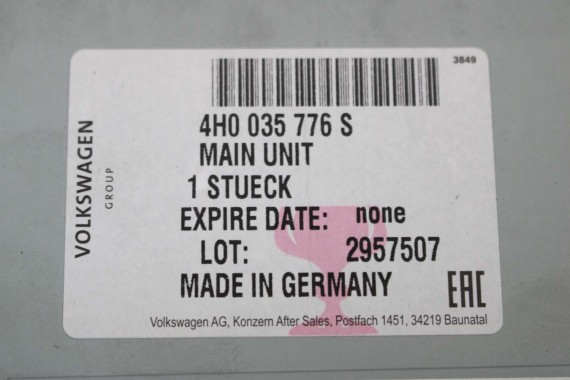 3849
4H0 035 776 S
MAIN UNIT
1 STUECK
EXPIRE DATE: none
LOT: 2957507
MADE IN GERMANY
EAC
Volkswagen AG, Konzern After Sales, Postfach 1451, 34219 Baunatal
VOLKSWAGEN
GROUP